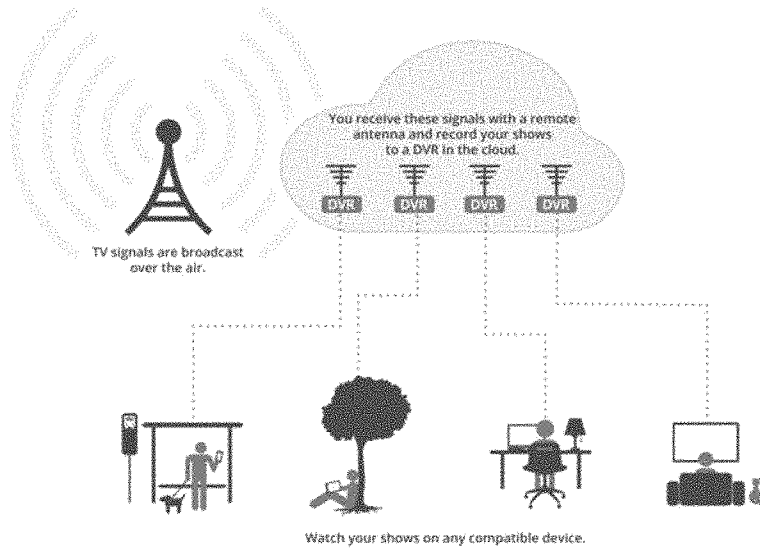 You receive these signals with a remote
antenna and record your shows
to a DVR in the cloud.
DVR
DVR
DVR
DVR
TV signals are broadcast
over the air.
Watch your shows on any compatible device.